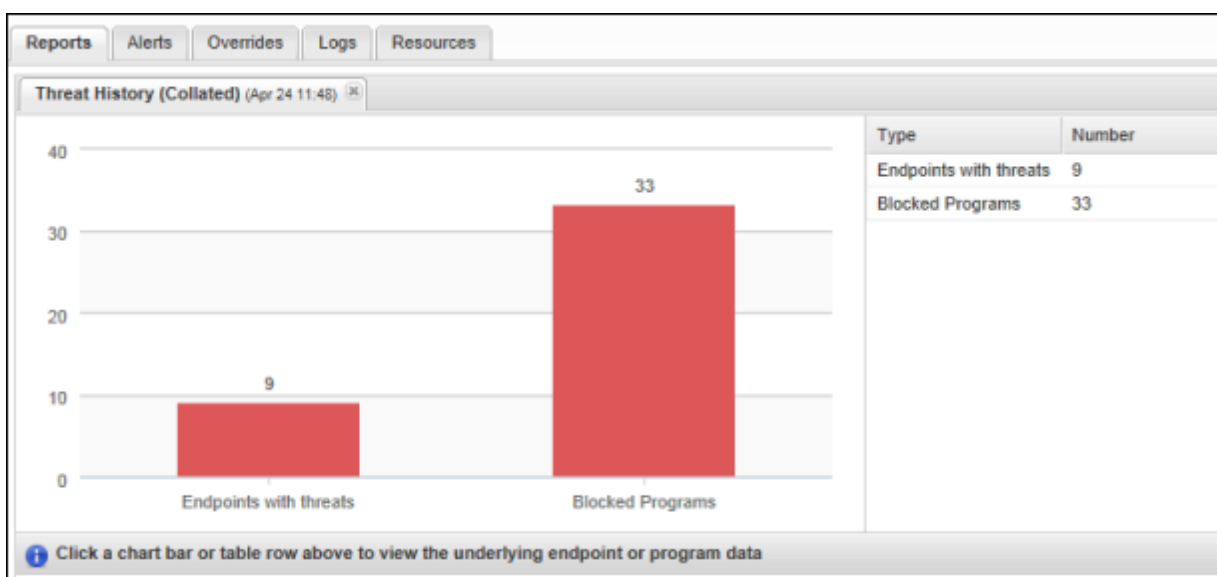 Reports Alerts Overrides Logs Resources
Threat History (Collated) (Apr 24 11:48)
40
30
20
10
0
9
33
Endpoints with threats Blocked Programs
Type Number
Endpoints with threats 9
Blocked Programs 33
Click a chart bar or table row above to view the underlying endpoint or program data